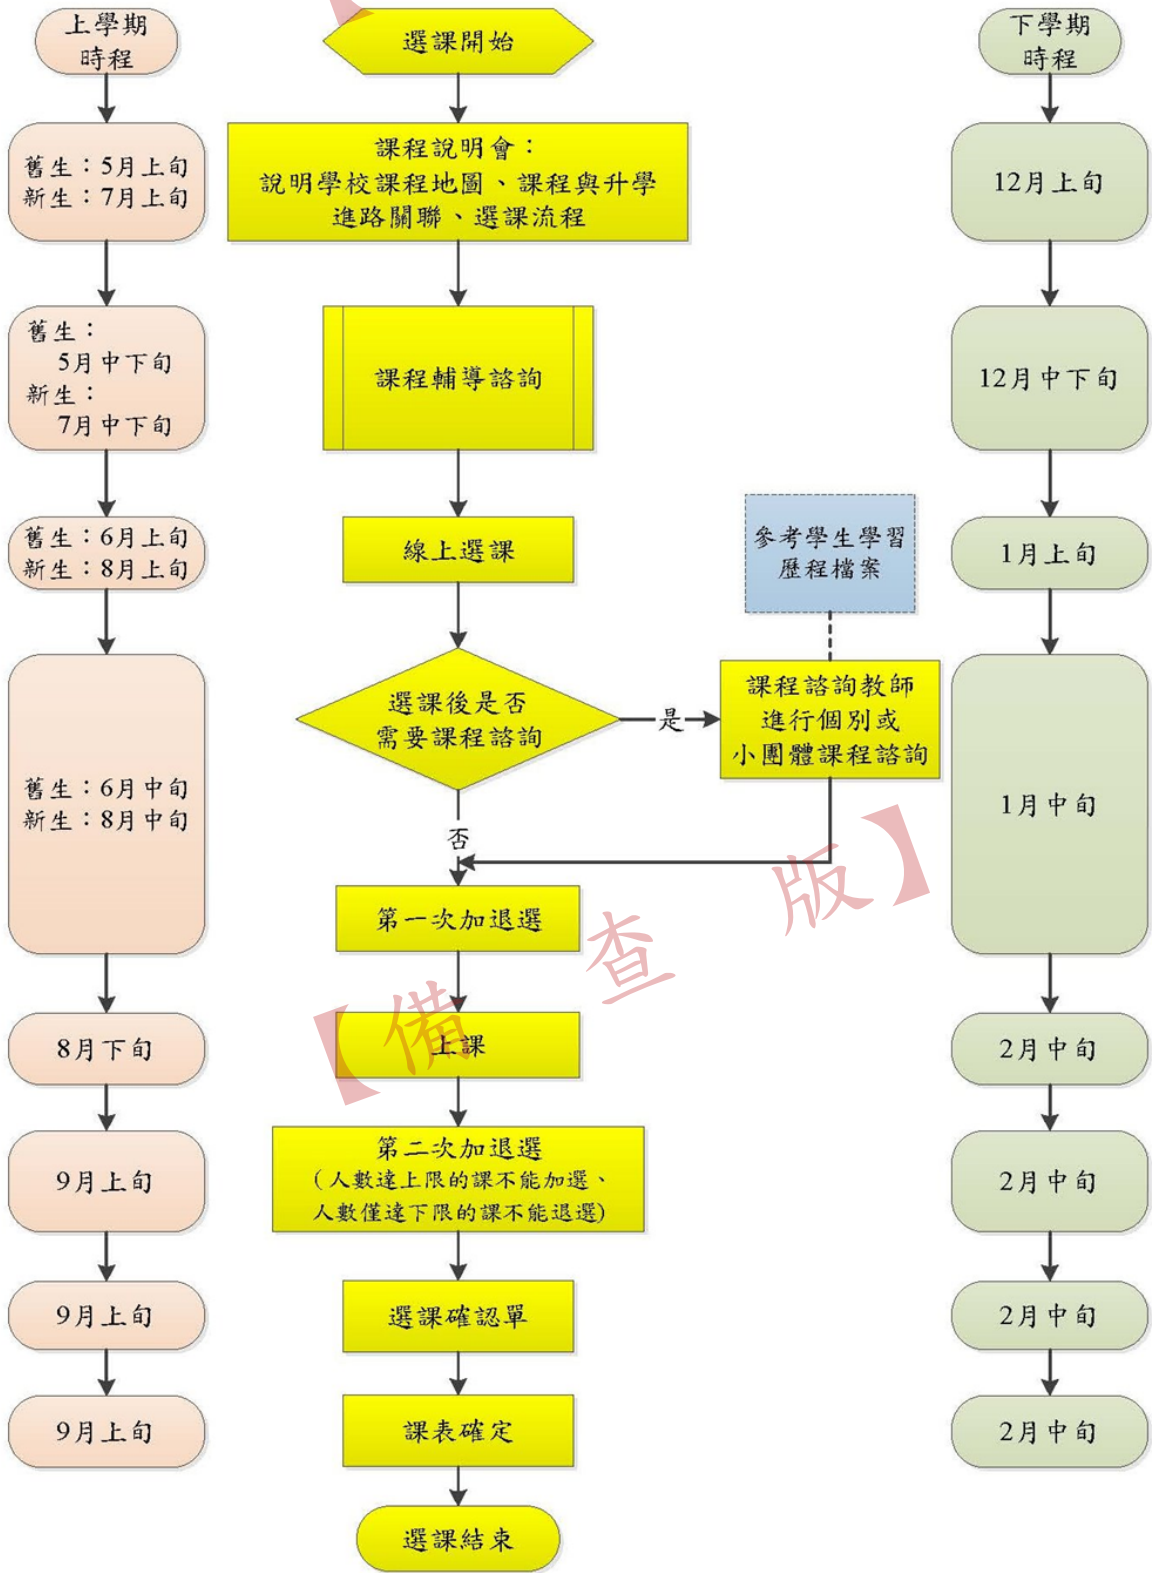 上學期
時程
舊生：5月上旬
新生：7月上旬
舊生：
5月中下旬
新生：
7月中下旬
舊生：6月上旬
新生：8月上旬
舊生：6月中旬
新生：8月中旬
8月下旬
9月上旬
9月上旬
9月上旬
選課開始
課程說明會：
說明學校課程地圖、課程與升學
進路關聯、選課流程
課程輔導諮詢
線上選課
選課後是否
需要課程諮詢
是
否
參考學生學習
歷程檔案
課程諮詢教師
進行個別或
小團體課程諮詢
第一次加退選
上課
第二次加退選
(人數達上限的課不能加選、
人數僅達下限的課不能退選)
選課確認單
課表確定
選課結束
下學期
時程
12月上旬
12月中下旬
1月上旬
1月中旬
2月中旬
2月中旬
2月中旬
2月中旬
【備查版】